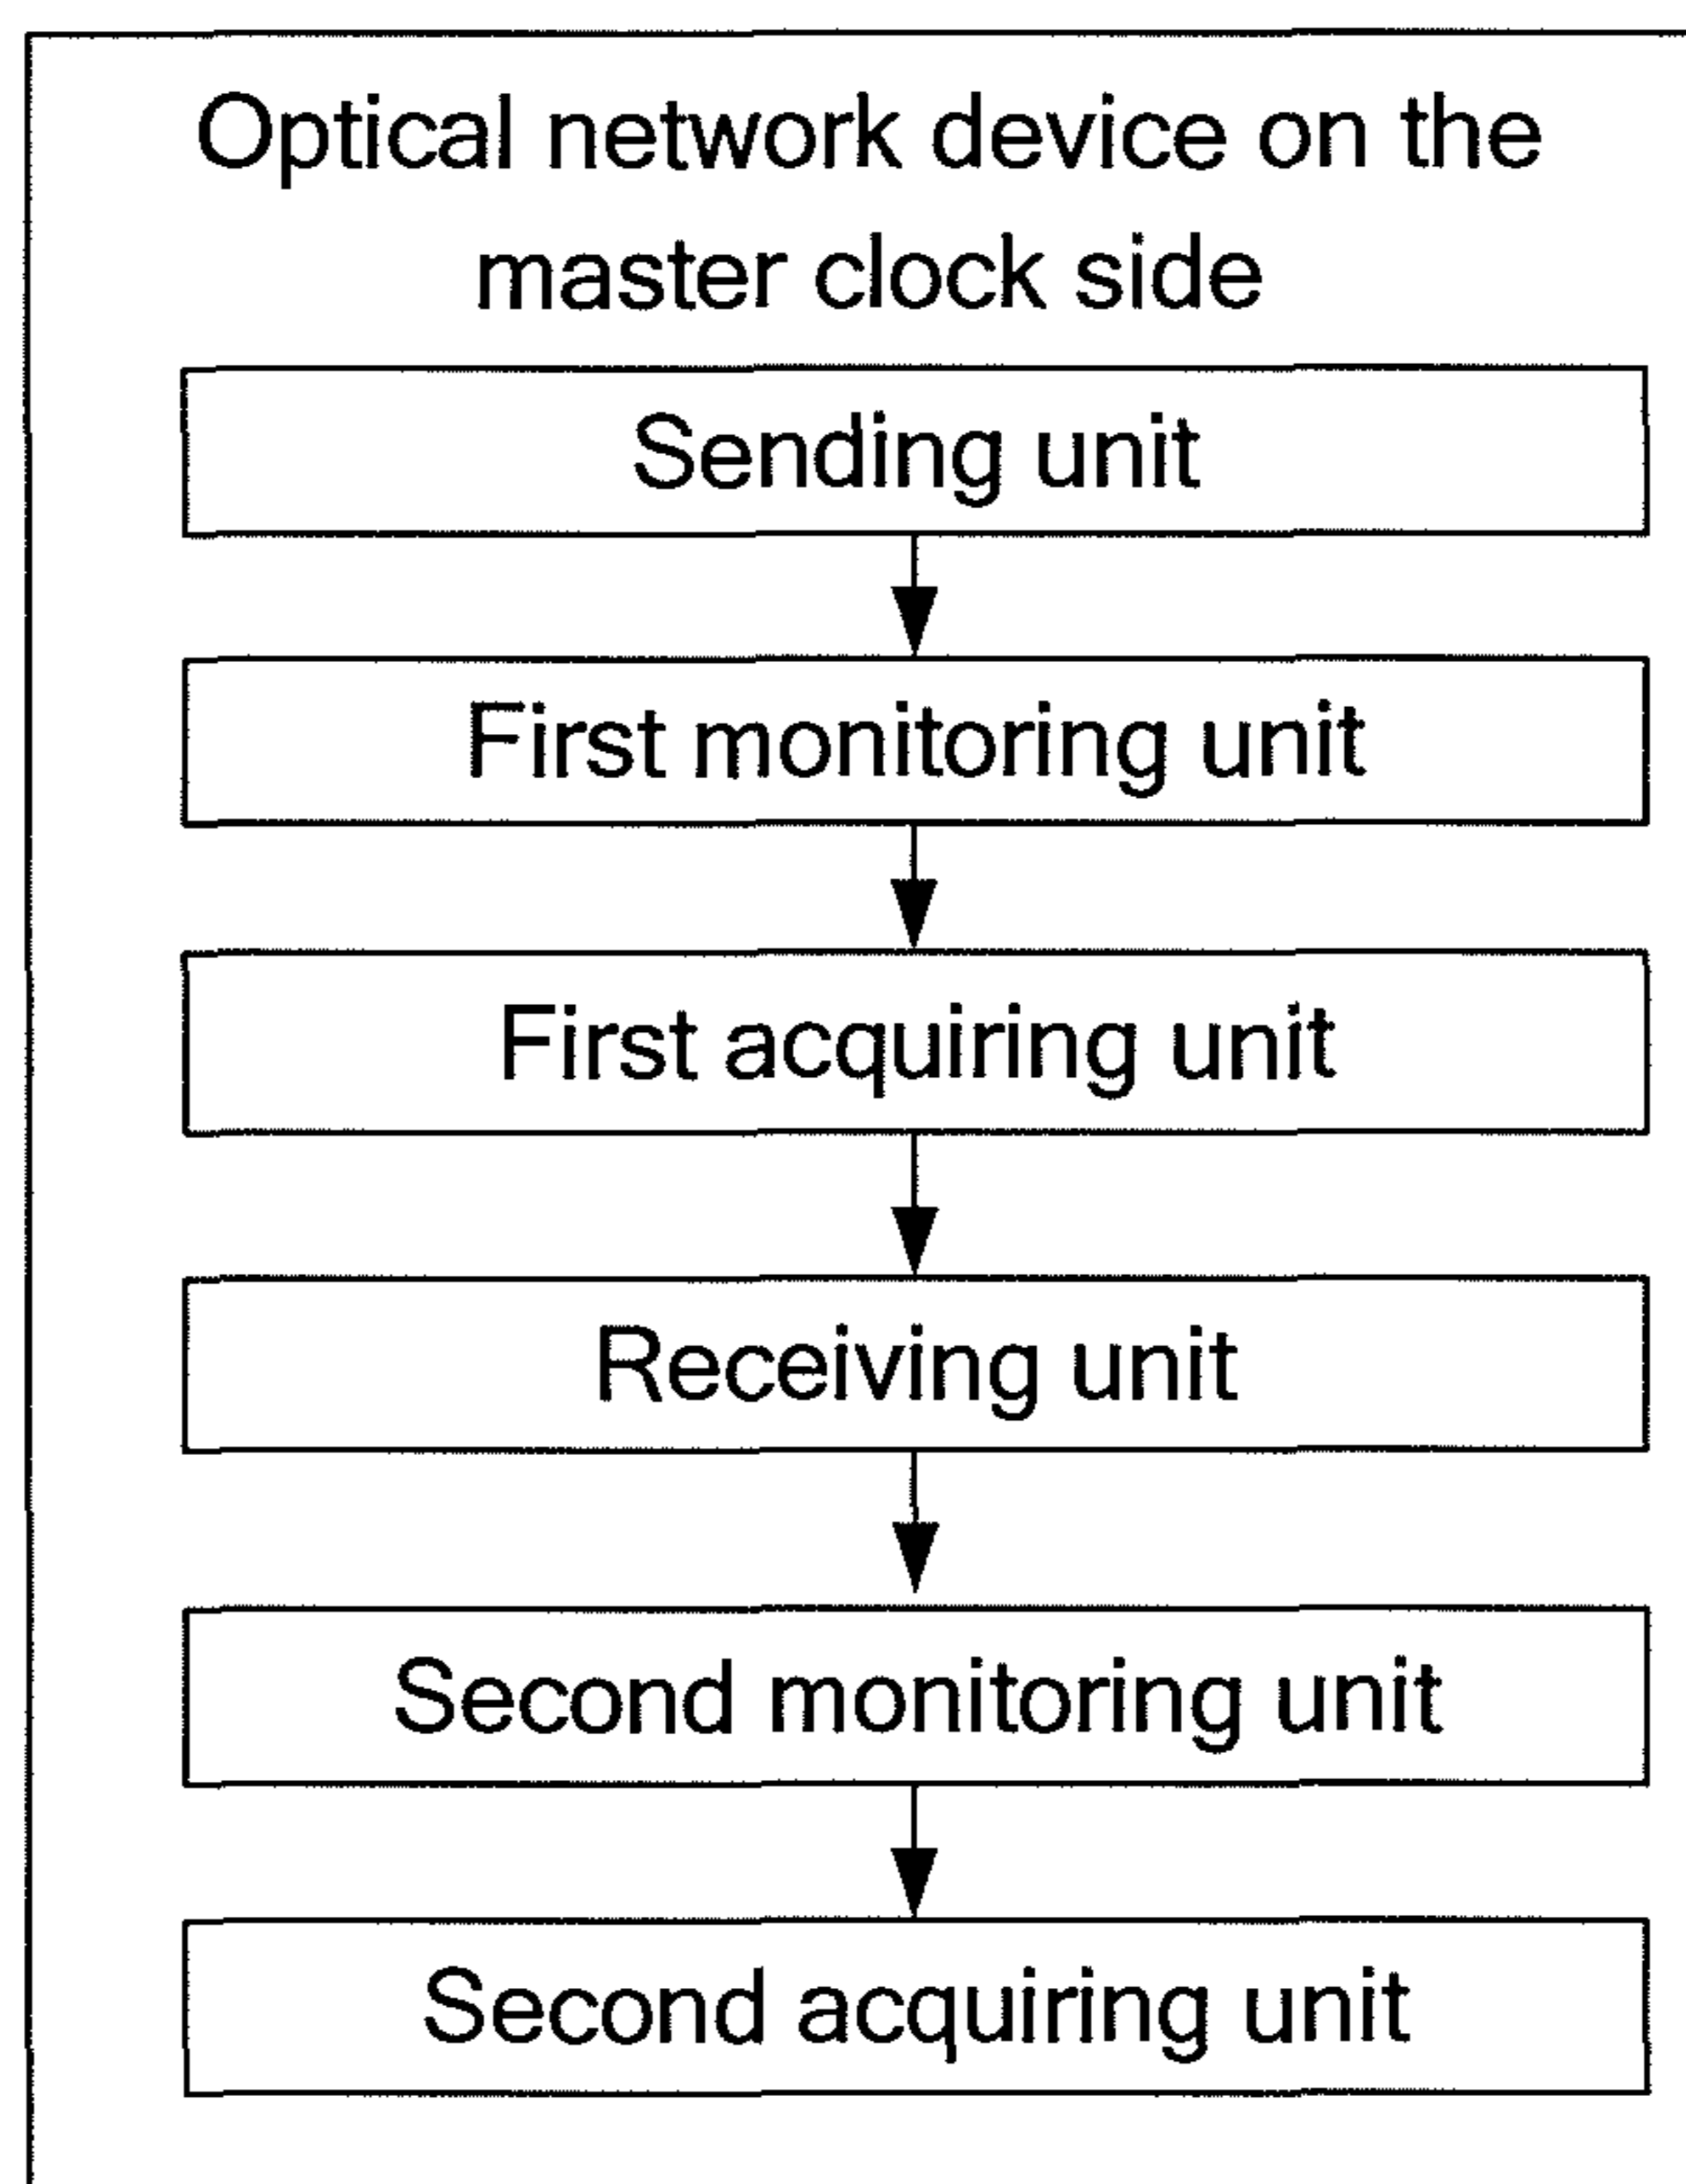 Optical network device on the
master clock side
Sending unit
First monitoring unit
First acquiring unit
Receiving unit
Second monitoring unit
Second acquiring unit